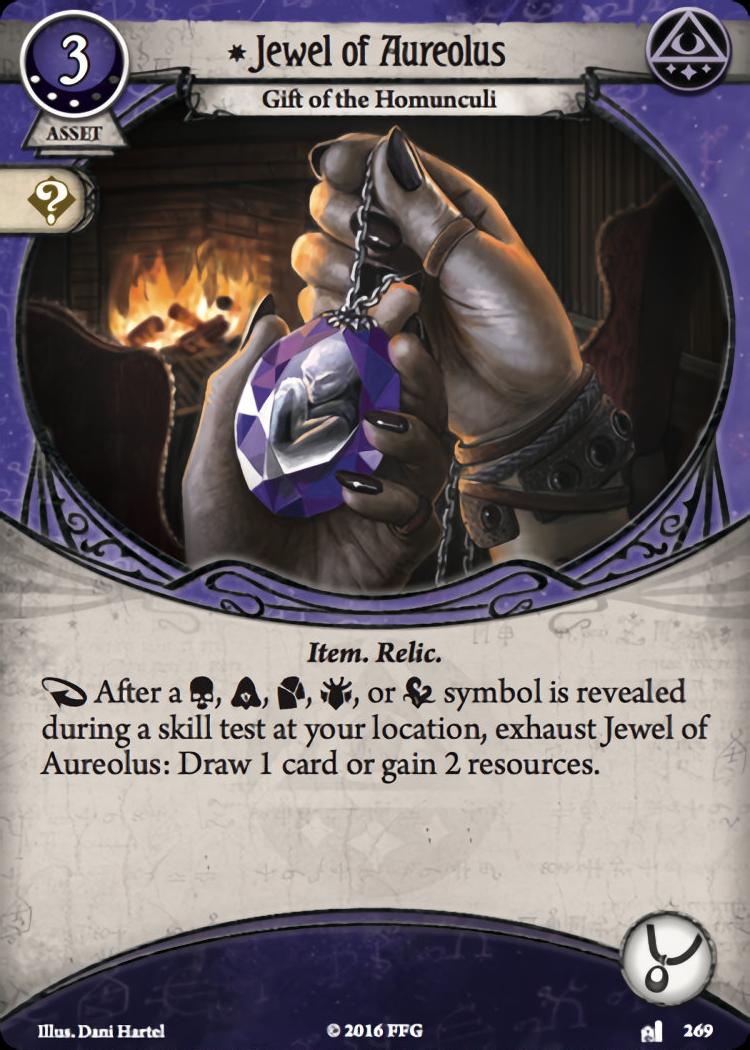 3
Jewel of Aureolus
Gift of the Homunculi
ASSET
?
Item. Relic.
After a , , , , or symbol is revealed
during a skill test at your location, exhaust Jewel of
Aureolus: Draw 1 card or gain 2 resources.
Illus. Dani Hartel
© 2016 FFG
269